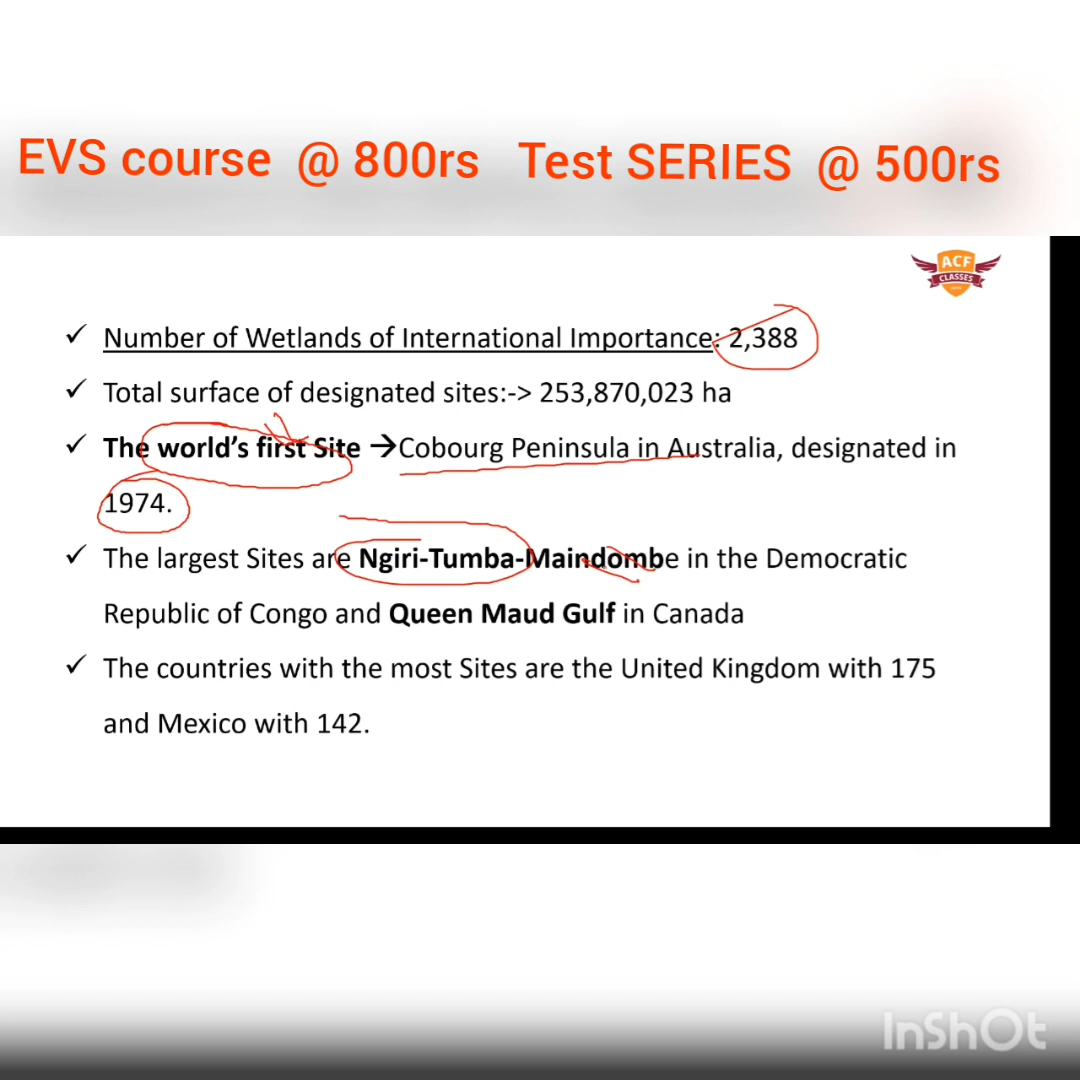 EVS course @ 800rs Test SERIES @ 500rs
ACF
CLASSES
✓ Number of Wetlands of International Importance: 2,388
✓ Total surface of designated sites:-> 253,870,023 ha
✓ The world's first Site →Cobourg Peninsula in Australia, designated in
1974.
✓ The largest Sites are Ngiri-Tumba-Maindombe in the Democratic
Republic of Congo and Queen Maud Gulf in Canada
✓ The countries with the most Sites are the United Kingdom with 175
and Mexico with 142.
InShOt